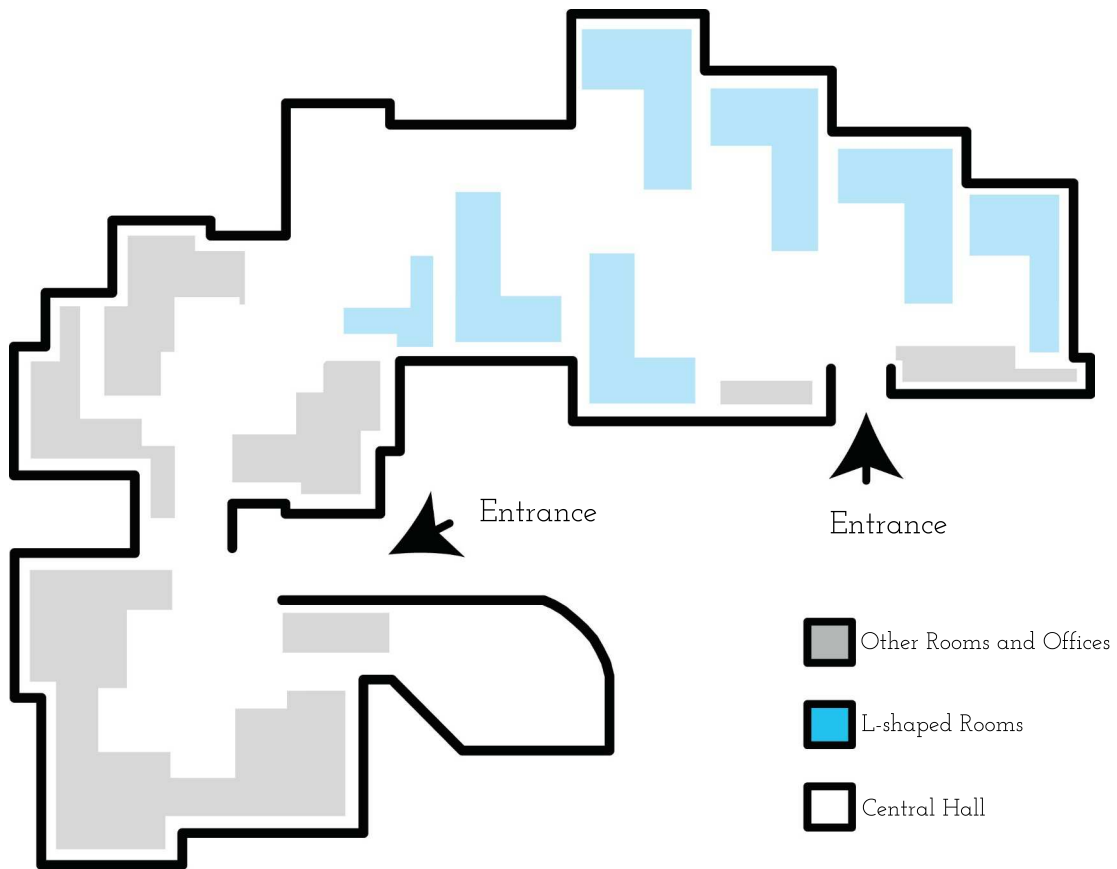 Entrance
Entrance
Other Rooms and Offices
L-shaped Rooms
Central Hall